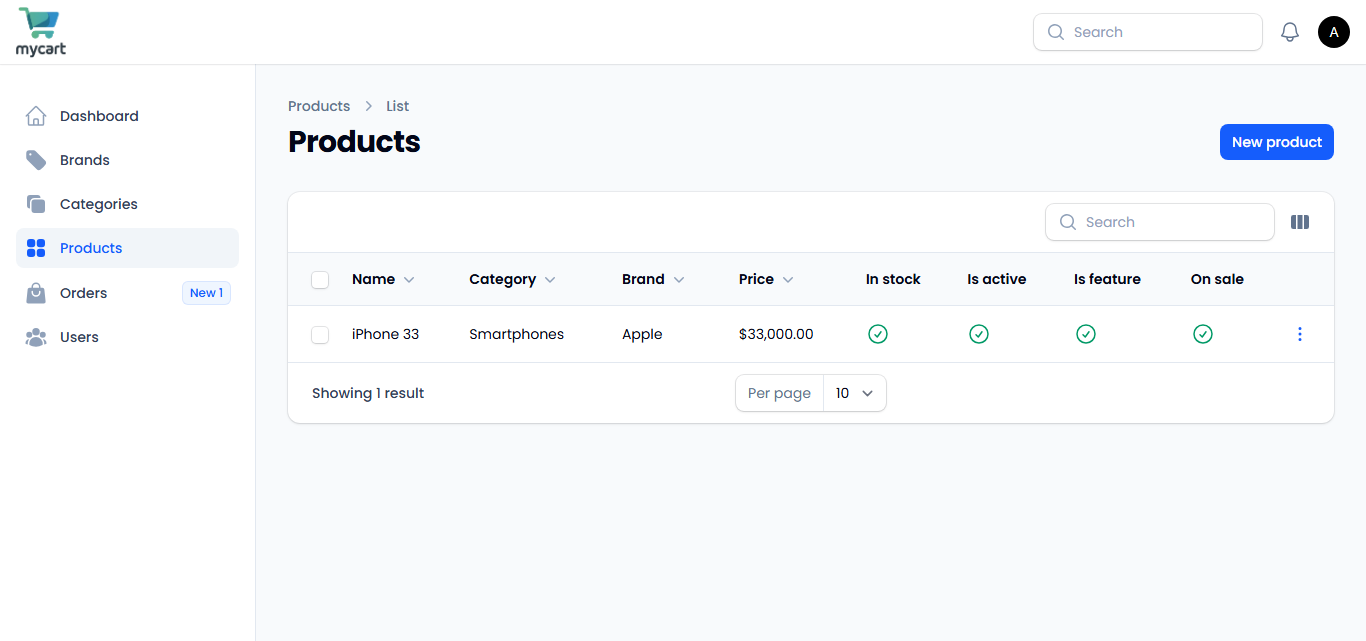 mycart
Search
A
Dashboard
Brands
Categories
Products
Orders New 1
Users
Products List
Products
New product
Search
Name Category Brand Price In stock Is active Is feature On sale
iPhone 33 Smartphones Apple $33,000.00
Showing 1 result Per page 10